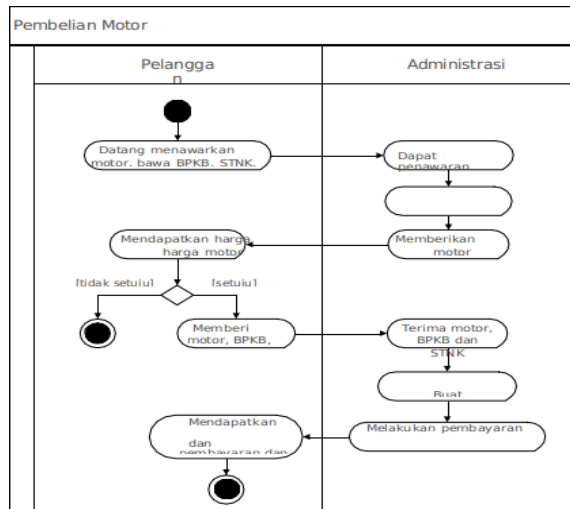 Pembelian Motor
Pelangga
n
Administrasi
Datang menawarkan
motor. bawa BPKB. STNK.
Dapat
penawaran
Mendapatkan harga
harga motor
Memberikan
motor
[tidak setuju]
[setuju]
Memberi
motor, BPKB,
Terima motor,
BPKB dan
STNK
Buat
Mendapatkan
dan
pembayaran dan
Melakukan pembayaran